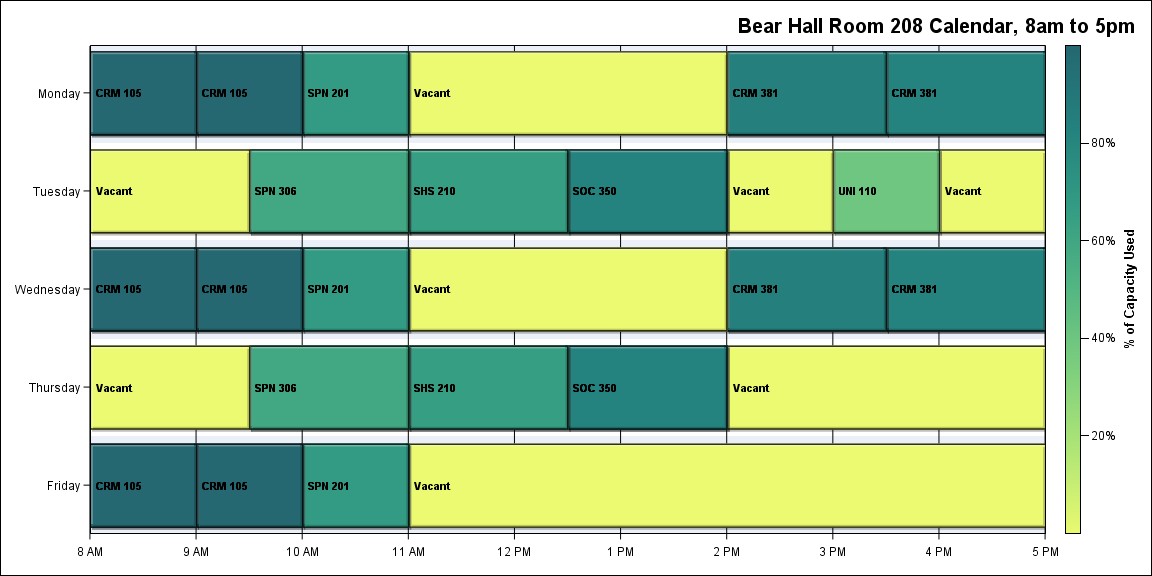 Bear Hall Room 208 Calendar, 8am to 5pm
Monday
CRM 105
CRM 105
SPN 201
Vacant
CRM 381
CRM 381
Tuesday
Vacant
SPN 306
SHS 210
SOC 350
Vacant
UNI 110
Vacant
Wednesday
CRM 105
CRM 105
SPN 201
Vacant
CRM 381
CRM 381
Thursday
Vacant
SPN 306
SHS 210
SOC 350
Vacant
Friday
CRM 105
CRM 105
SPN 201
Vacant
8 AM
9 AM
10 AM
11 AM
12 PM
1 PM
2 PM
3 PM
4 PM
5 PM
80%
60%
40%
20%
% of Capacity Used